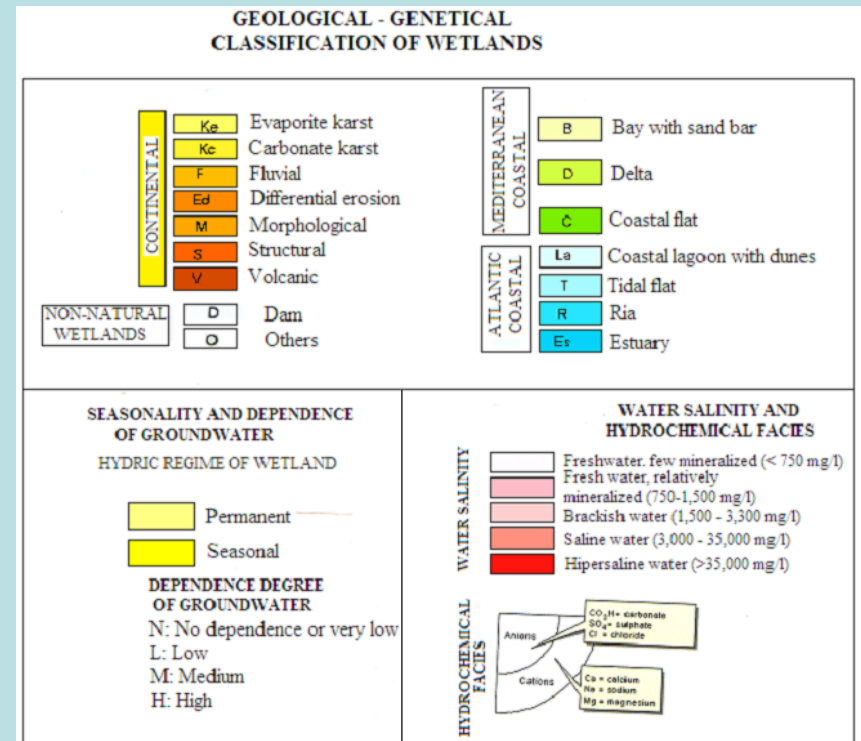 GEOLOGICAL - GENETICAL
CLASSIFICATION OF WETLANDS
CONTINENTAL
Ke Evaporite karst
Kc Carbonate karst
F Fluvial
Ed Differential erosion
M Morphological
S Structural
V Volcanic
NON-NATURAL
WETLANDS
D Dam
O Others
MEDITERRANEAN
COASTAL
B Bay with sand bar
D Delta
C Coastal flat
ATLANTIC
COASTAL
La Coastal lagoon with dunes
T Tidal flat
R Ria
Es Estuary
SEASONALITY AND DEPENDENCE
OF GROUNDWATER
HYDRIC REGIME OF WETLAND
Permanent
Seasonal
DEPENDENCE DEGREE
OF GROUNDWATER
N: No dependence or very low
L: Low
M: Medium
H: High
WATER SALINITY AND
HYDROCHEMICAL FACIES
WATER SALINITY
Freshwater. few mineralized (< 750 mg/l)
Fresh water, relatively
mineralized (750-1,500 mg/l)
Brackish water (1,500 - 3,300 mg/l)
Saline water (3,000 - 35,000 mg/l)
Hipersaline water (>35,000 mg/l)
HYDROCHEMICAL
FACIES
Anions
CO3H= carbonate
SO4= sulphate
Cl = chloride
Cations
Ca = calcium
Na = sodium
Mg = magnesium